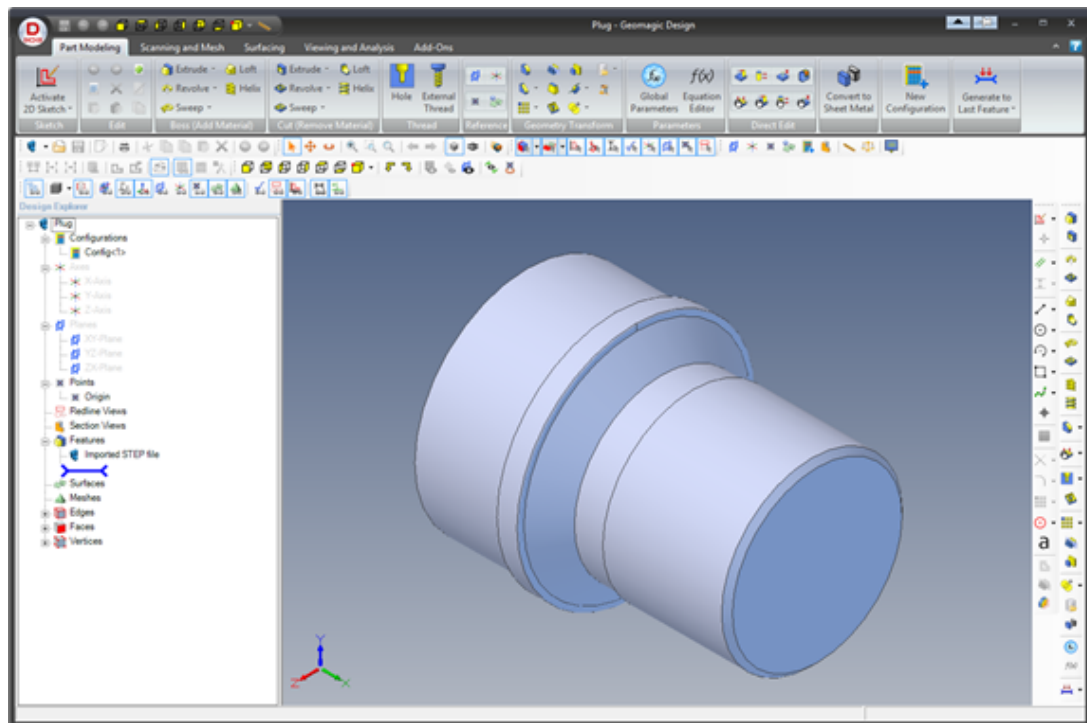 Plug - Geomagic Design
Part Modeling Scanning and Mesh Surfacing Viewing and Analysis Add-Ons
Extrude Loft Extrude Loft
Activate 2D Sketch Revolve Helix Revolve Helix Hole External Thread Global Parameters Equation Editor Convert to Sheet Metal New Configuration Generate to Last Feature
Sweep Sweep
Sketch Edit Boss (Add Material) Cut (Remove Material) Thread Reference Geometry Transform Parameters Direct Edit
Design Explorer
Plug
Configurations
Config<1>
Axes
X-Axis
Y-Axis
Z-Axis
Planes
XY-Plane
YZ-Plane
ZX-Plane
Points
Origin
Redline Views
Section Views
Features
Imported STEP file
Surfaces
Meshes
Edges
Faces
Vertices
a
f(x)
Y
Z X